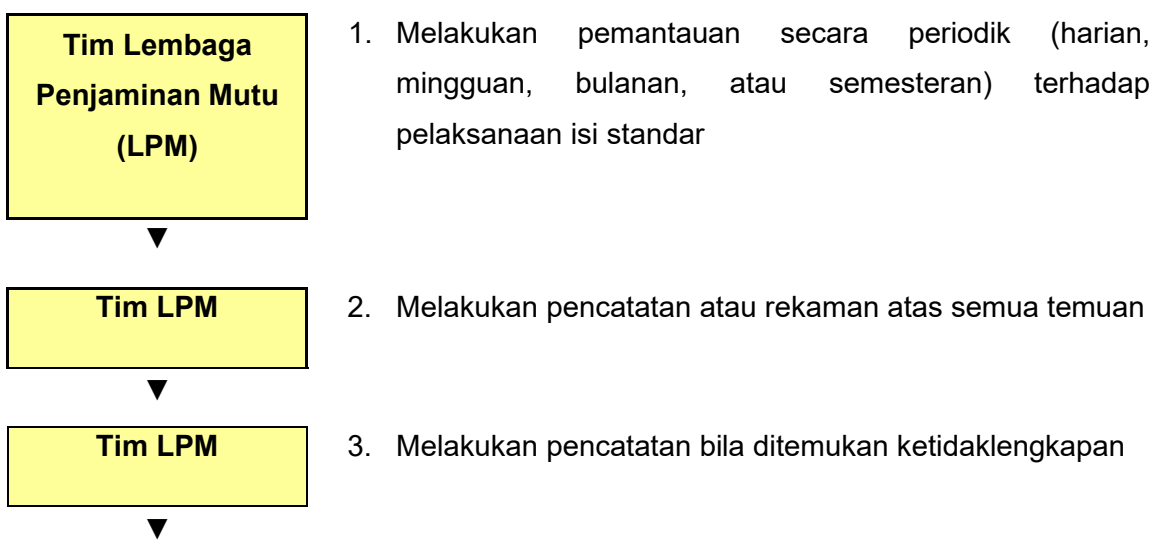 Tim Lembaga
Penjaminan Mutu
(LPM)
1. Melakukan pemantauan secara periodik (harian,
mingguan, bulanan, atau semesteran) terhadap
pelaksanaan isi standar
▼
Tim LPM
2. Melakukan pencatatan atau rekaman atas semua temuan
▼
Tim LPM
3. Melakukan pencatatan bila ditemukan ketidaklengkapan
▼